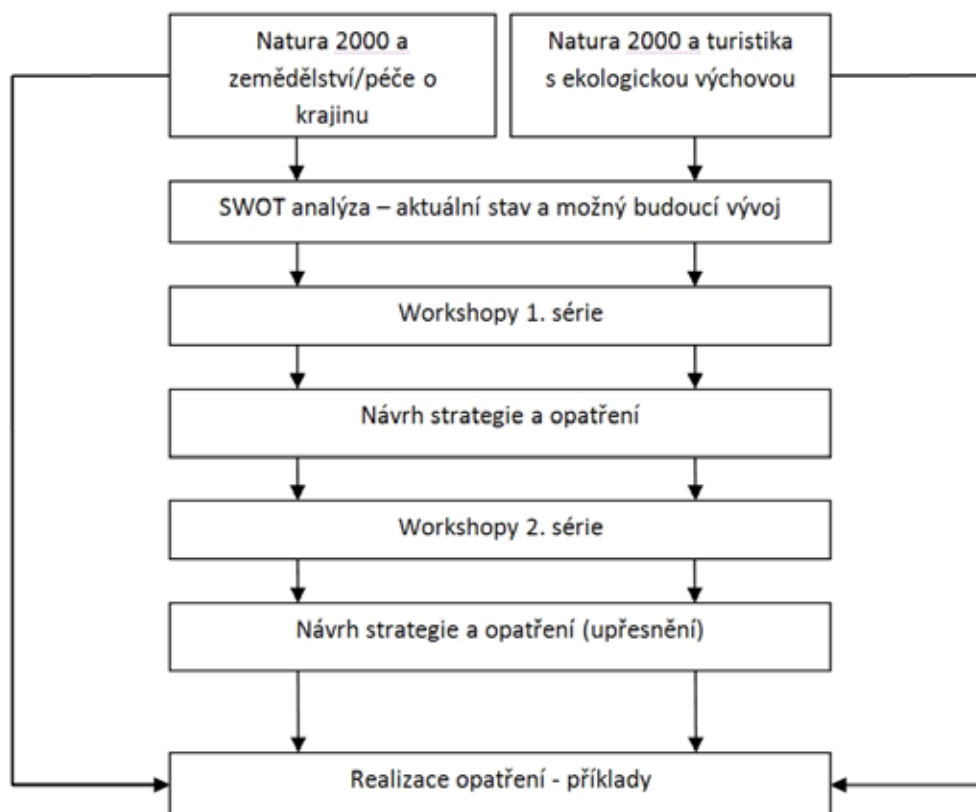 Natura 2000 a
zemědělství/péče o
krajinu
Natura 2000 a turistika
s ekologickou výchovou
SWOT analýza – aktuální stav a možný budoucí vývoj
Workshopy 1. série
Návrh strategie a opatření
Workshopy 2. série
Návrh strategie a opatření (upřesnění)
Realizace opatření - příklady